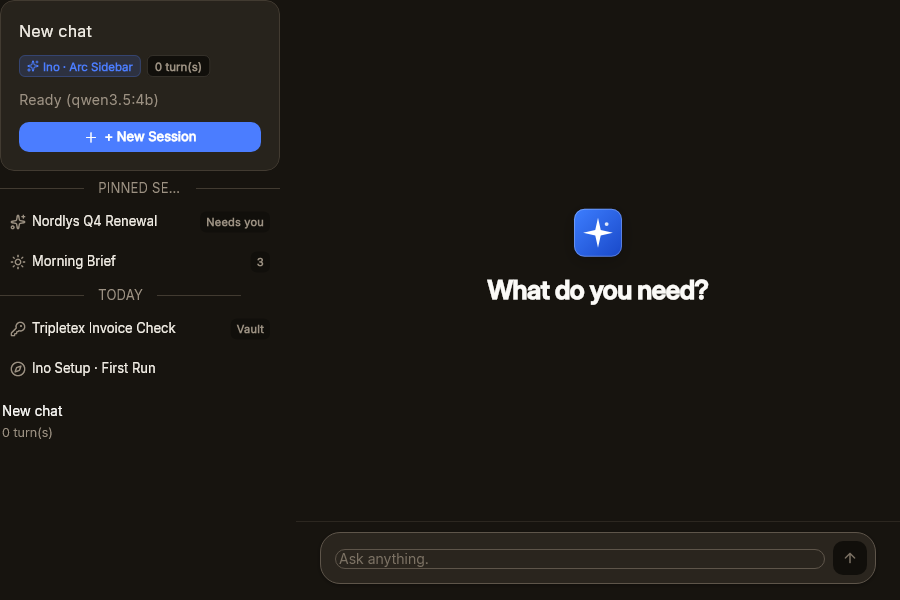 New chat
Ino · Arc Sidebar 0 turn(s)
Ready (qwen3.5:4b)
+ New Session
PINNED SE...
Nordlys Q4 Renewal Needs you
Morning Brief 3
TODAY
Tripletex Invoice Check Vault
Ino Setup · First Run
New chat
0 turn(s)
What do you need?
Ask anything.